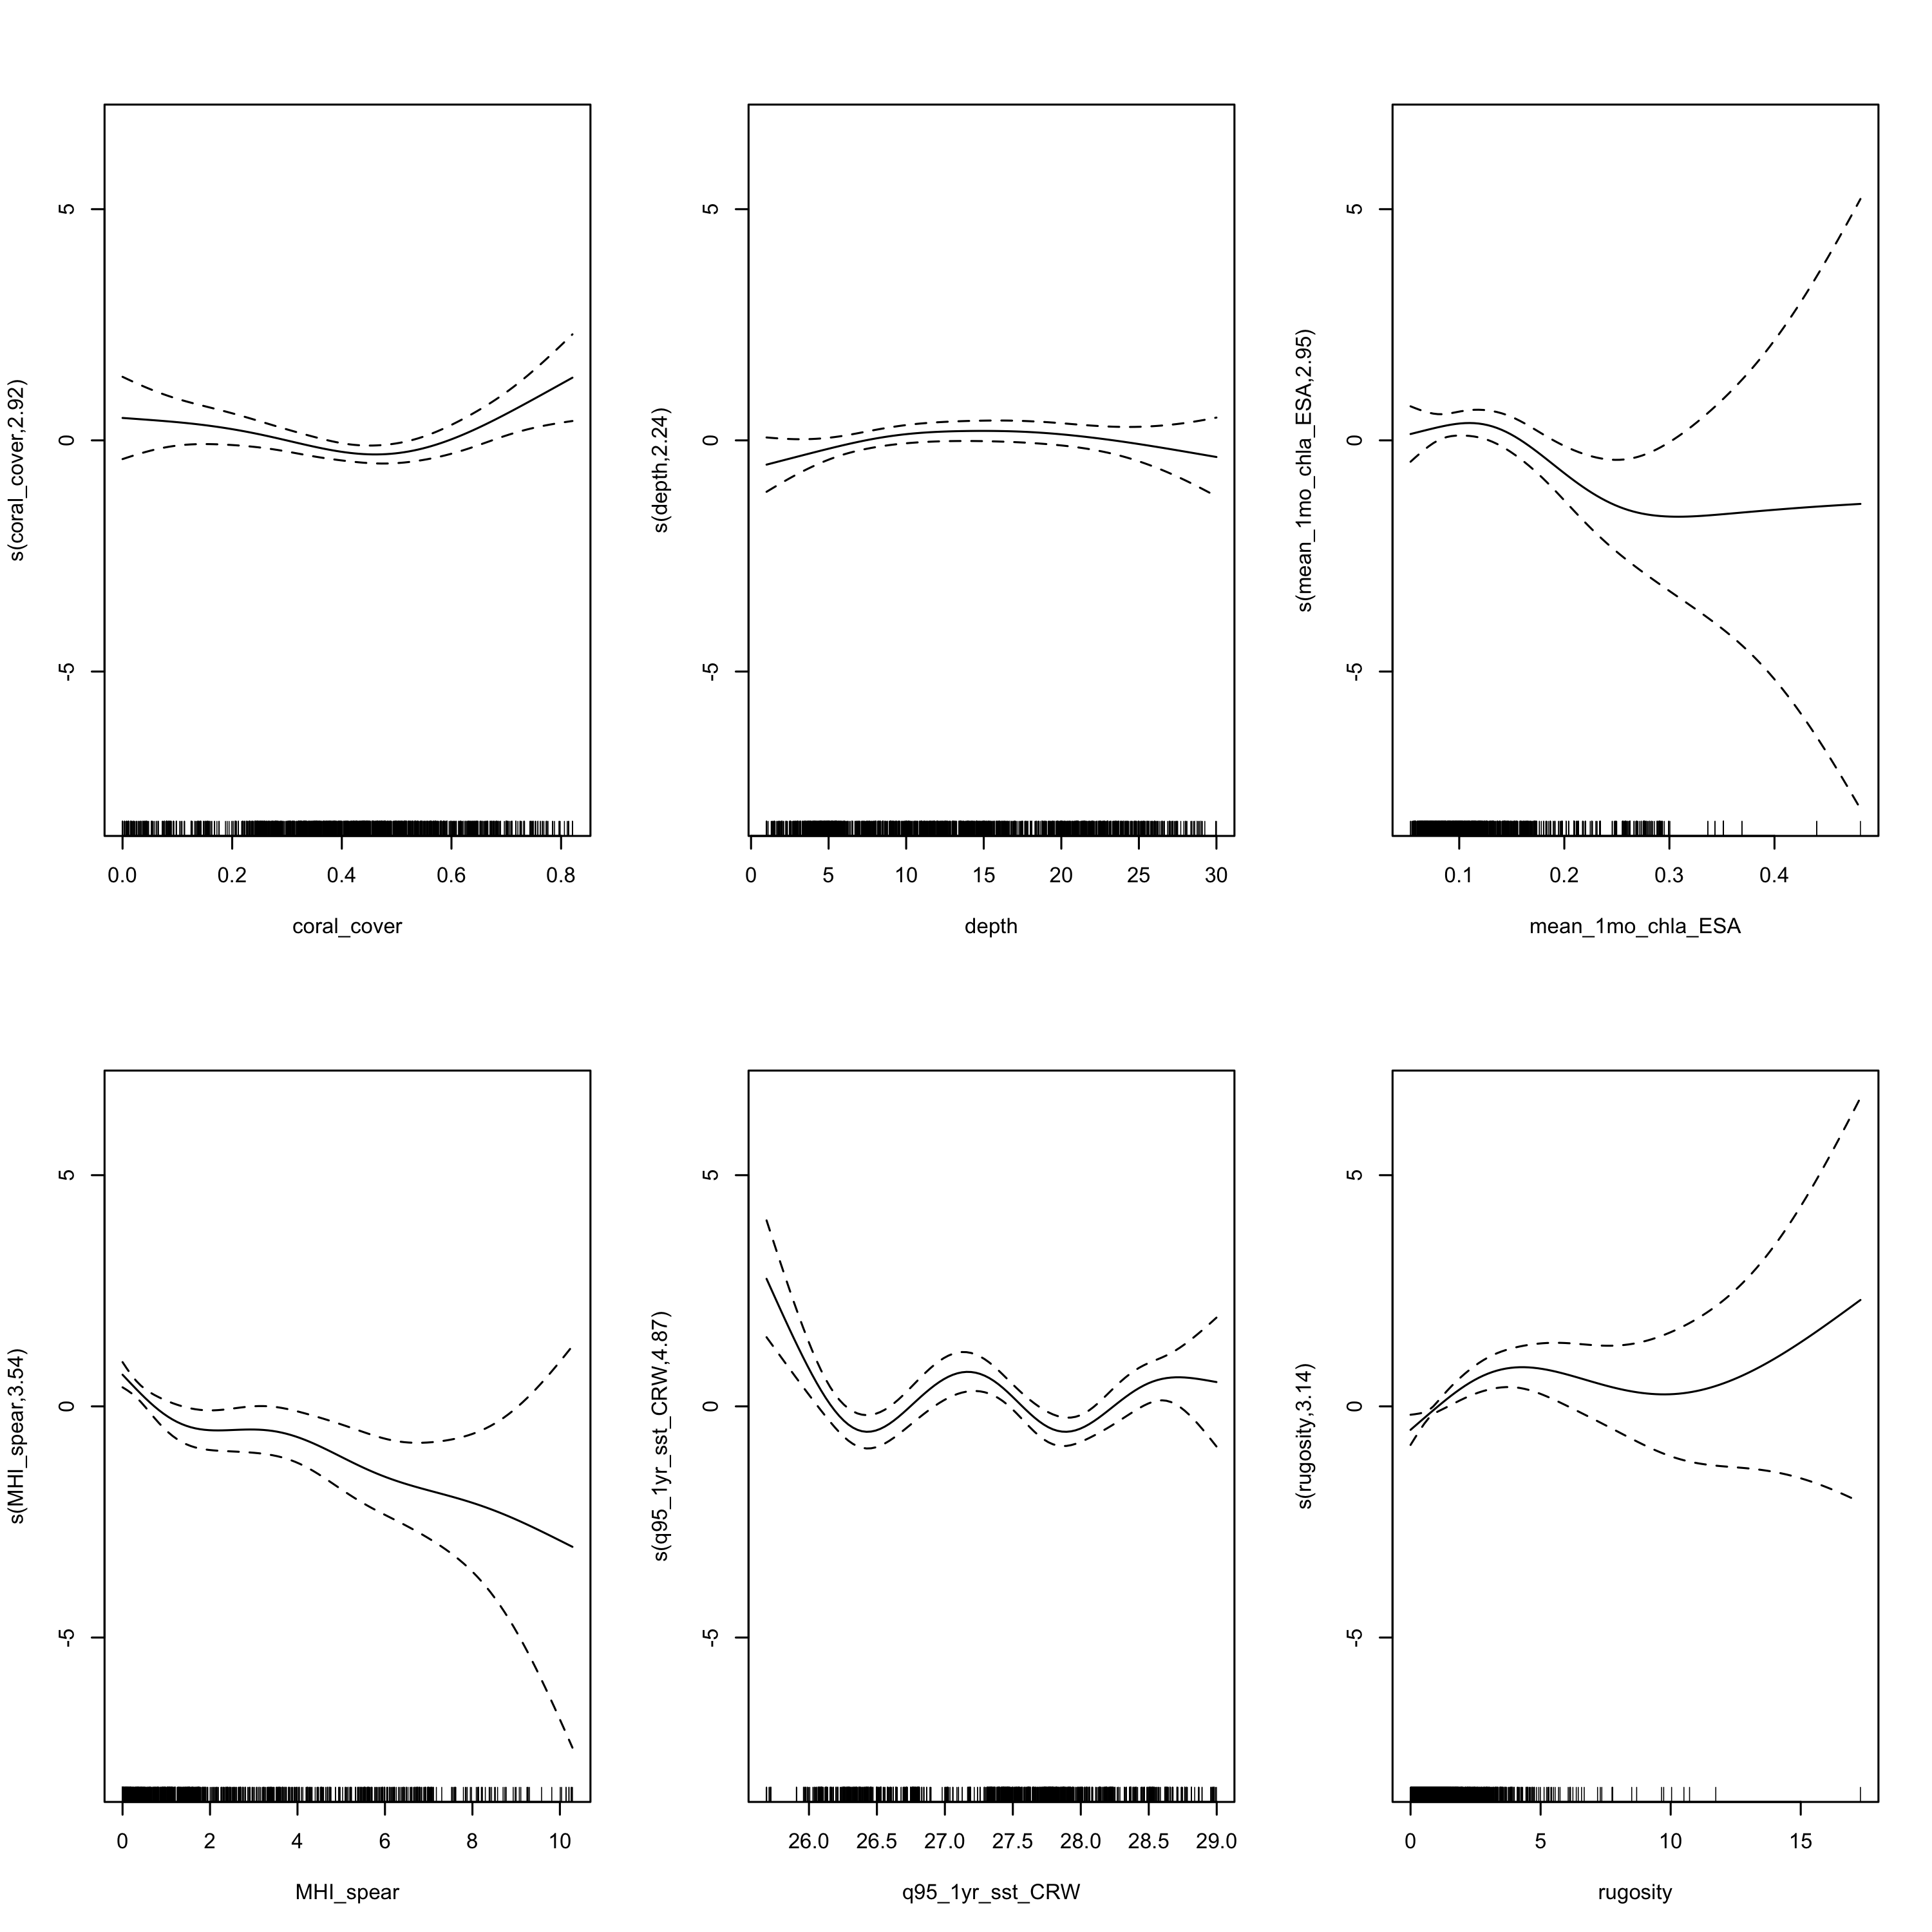 s(coral_cover,2.92)
5
0
-5
0.0 0.2 0.4 0.6 0.8
coral_cover
s(depth,2.24)
5
0
-5
0 5 10 15 20 25 30
depth
s(mean_1mo_chla_ESA,2.95)
5
0
-5
0.1 0.2 0.3 0.4
mean_1mo_chla_ESA
s(MHI_spear,3.54)
5
0
-5
0 2 4 6 8 10
MHI_spear
s(q95_1yr_sst_CRW,4.87)
5
0
-5
26.0 26.5 27.0 27.5 28.0 28.5 29.0
q95_1yr_sst_CRW
s(rugosity,3.14)
5
0
-5
0 5 10 15
rugosity